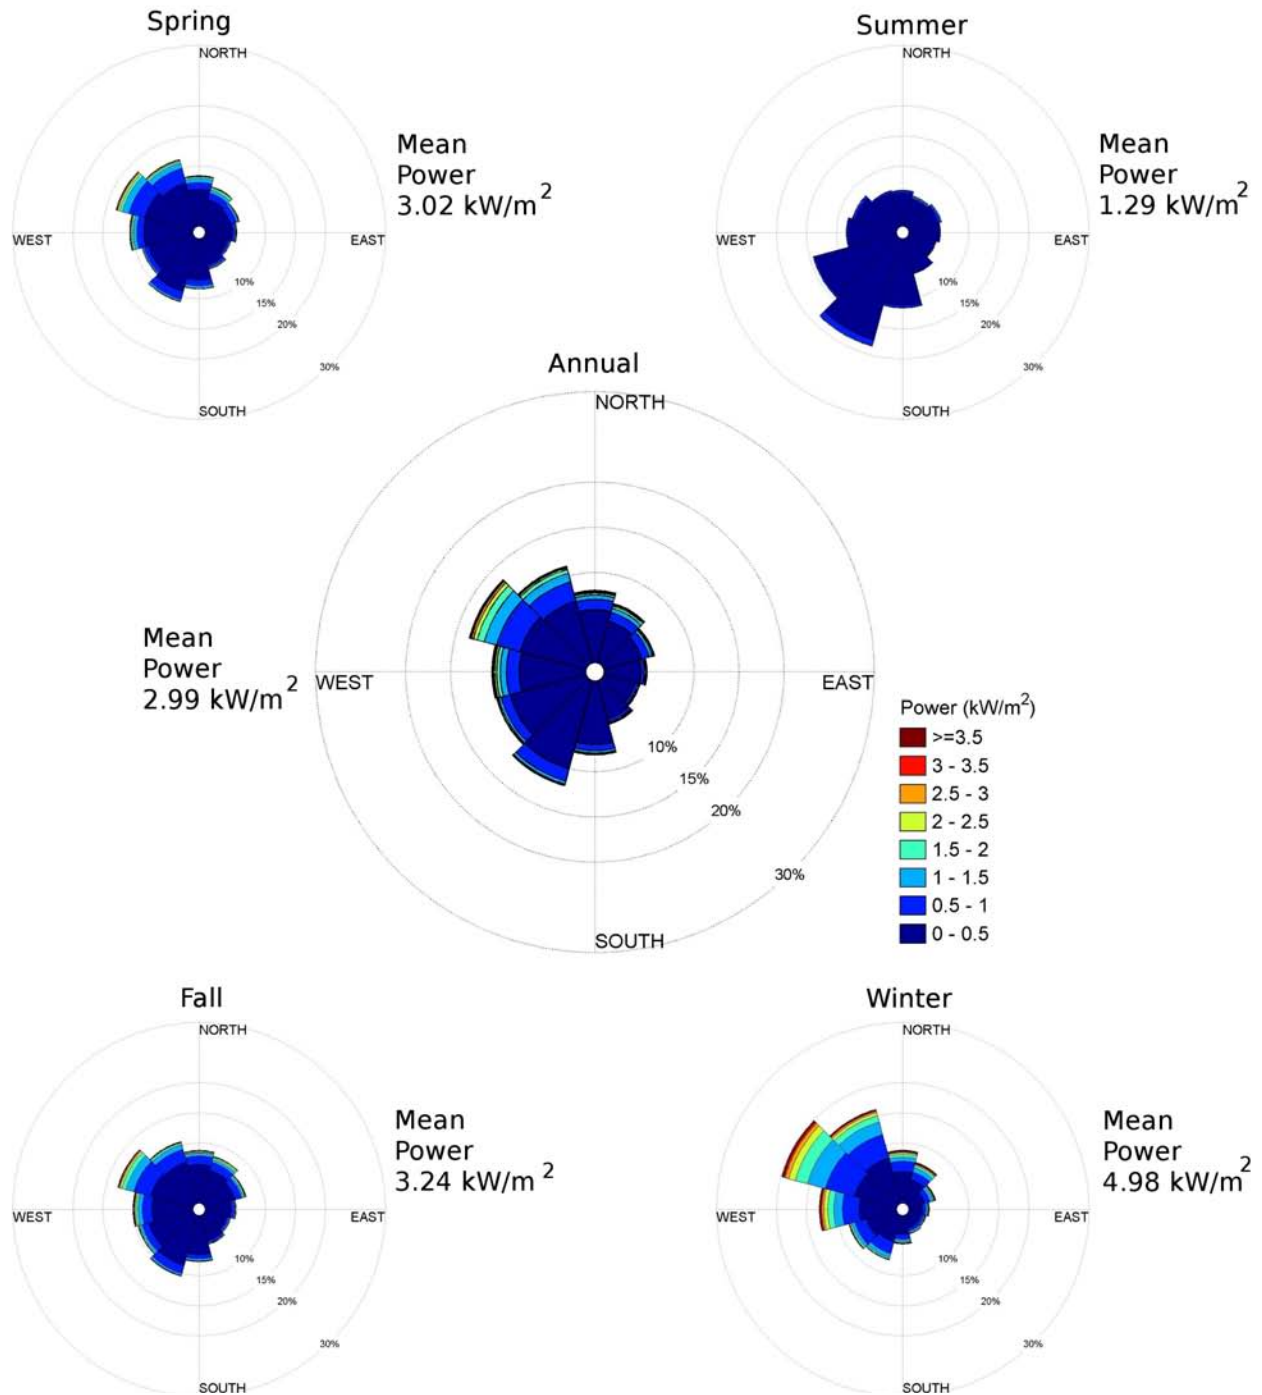 Spring
NORTH
WEST
EAST
10%
15%
20%
30%
SOUTH
Mean
Power
3.02 kW/m2
Summer
NORTH
WEST
EAST
10%
15%
20%
30%
SOUTH
Mean
Power
1.29 kW/m2
Annual
NORTH
WEST
EAST
10%
15%
20%
30%
SOUTH
Mean
Power
2.99 kW/m2
Power (kW/m2)
>=3.5
3 - 3.5
2.5 - 3
2 - 2.5
1.5 - 2
1 - 1.5
0.5 - 1
0 - 0.5
Fall
NORTH
WEST
EAST
10%
15%
20%
30%
SOUTH
Mean
Power
3.24 kW/m2
Winter
NORTH
WEST
EAST
10%
15%
20%
30%
SOUTH
Mean
Power
4.98 kW/m2